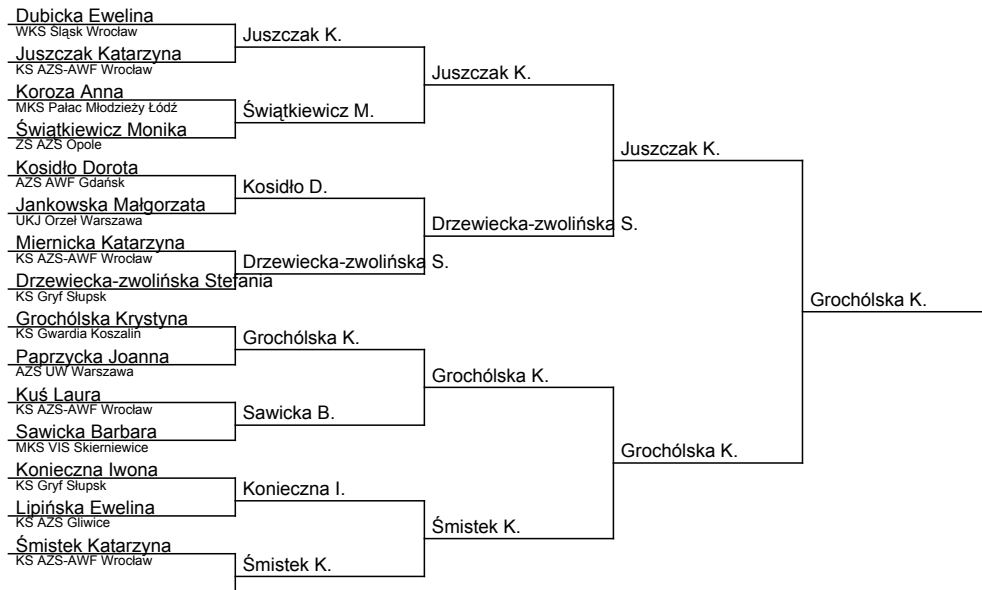 Dubicka Ewelina
WKS Śląsk Wrocław
Juszczak Katarzyna
KS AZS-AWF Wrocław
Koroza Anna
MKS Pałac Młodzieży Łódź
Świątkiewicz Monika
ZS AZS Opole
Kosidło Dorota
AZS AWF Gdańsk
Jankowska Małgorzata
UKJ Orzeł Warszawa
Miernicka Katarzyna
KS AZS-AWF Wrocław
Drzewiecka-zwolińska Stefania
KS Gryf Słupsk
Grochólska Krystyna
KS Gwardia Koszalin
Paprzycka Joanna
AZS UW Warszawa
Kuś Laura
KS AZS-AWF Wrocław
Sawicka Barbara
MKS VIS Skierniewice
Konieczna Iwona
KS Gryf Słupsk
Lipińska Ewelina
KS AZS Gliwice
Śmistek Katarzyna
KS AZS-AWF Wrocław
Juszczak K.
Świątkiewicz M.
Kosidło D.
Drzewiecka-zwolińska S.
Grochólska K.
Sawicka B.
Konieczna I.
Śmistek K.
Juszczak K.
Drzewiecka-zwolińska S.
Grochólska K.
Śmistek K.
Juszczak K.
Grochólska K.
Grochólska K.